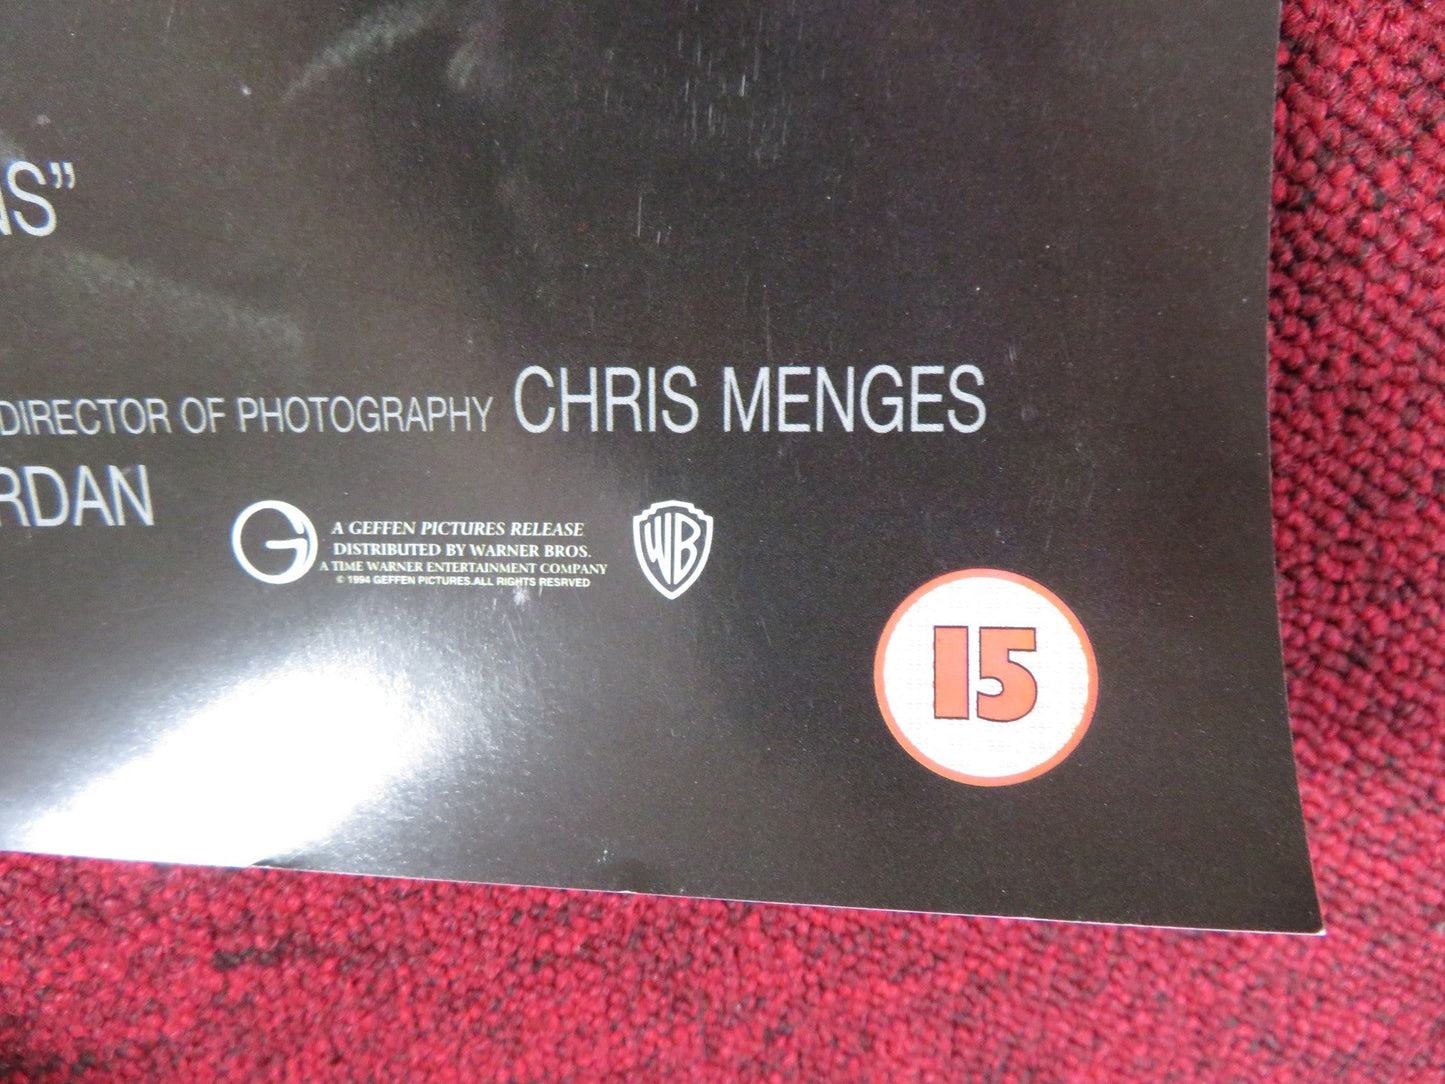 NS”
DIRECTOR OF PHOTOGRAPHY CHRIS MENGES
RDAN
G
A GEFFEN PICTURES RELEASE
DISTRIBUTED BY WARNER BROS.
A TIME WARNER ENTERTAINMENT COMPANY
© 1994 GEFFEN PICTURES.ALL RIGHTS RESRVED
WB
15